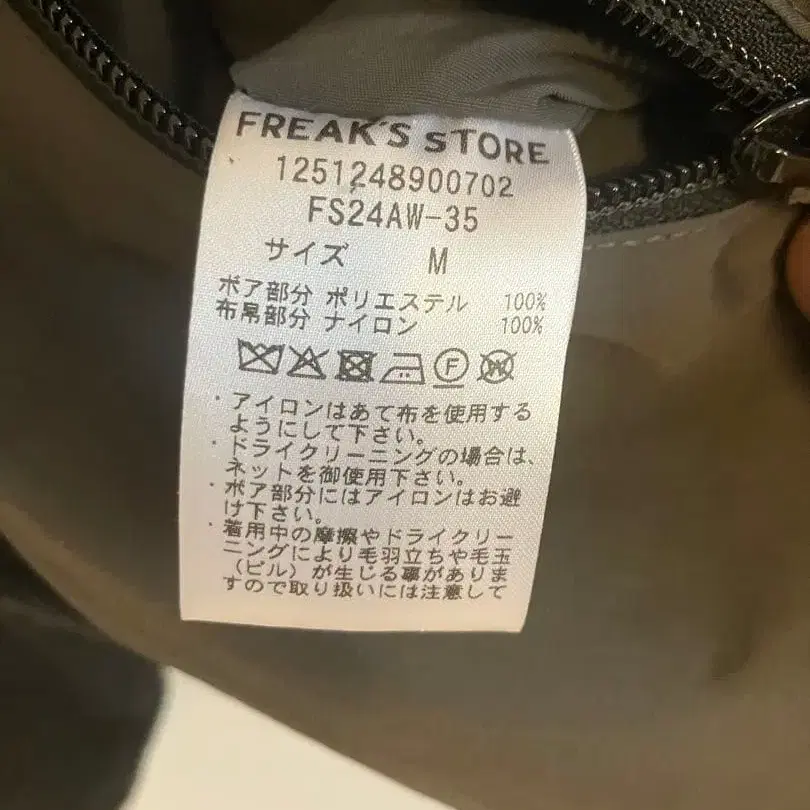 FREAK'S STORE
1251248900702
FS24AW-35
サイズ M
ボア部分 ポリエステル 100%
布帛部分 ナイロン 100%
・アイロンはあて布を使用する
ようにして下さい。
・ドライクリーニングの場合は、
ネットを御使用下さい。
・ボア部分にはアイロンはお避
け下さい。
・着用中の摩擦やドライクリー
ニングにより毛羽立ちや毛玉
（ピル）が生じる事がありま
すので取り扱いには注意して